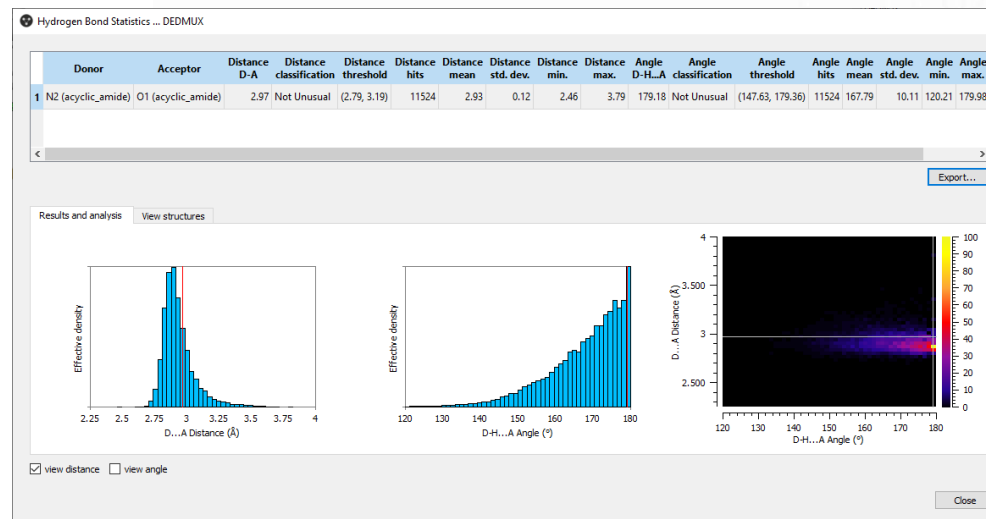 Hydrogen Bond Statistics ... DEDMUX
Donor Acceptor Distance D-A Distance classification Distance threshold Distance hits Distance mean Distance std. dev. Distance min. Distance max. Angle D-H...A Angle classification Angle threshold Angle hits Angle mean Angle std. dev. Angle min. Angle max.
1 N2 (acyclic_amide) O1 (acyclic_amide) 2.97 Not Unusual (2.79, 3.19) 11524 2.93 0.12 2.46 3.79 179.18 Not Unusual (147.63, 179.36) 11524 167.79 10.11 120.21 179.98
Export...
Results and analysis View structures
Effective density
2.25 2.5 2.75 3 3.25 3.5 3.75 4
D...A Distance (Å)
Effective density
120 130 140 150 160 170 180
D-H...A Angle (°)
D...A Distance (Å)
4
3.500
3
2.500
120 130 140 150 160 170 180
D-H...A Angle (°)
100
90
80
70
60
50
40
30
20
10
0
view distance view angle
Close